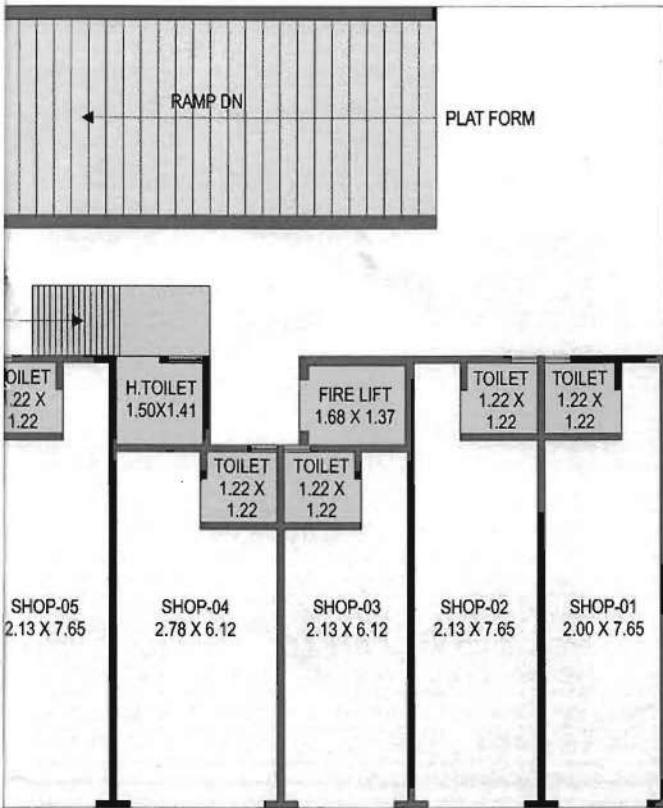 RAMP DN
PLAT FORM
OILET
.22 X
1.22
H.TOILET
1.50X1.41
FIRE LIFT
1.68 X 1.37
TOILET
1.22 X
1.22
TOILET
1.22 X
1.22
TOILET
1.22 X
1.22
TOILET
1.22 X
1.22
SHOP-05
2.13 X 7.65
SHOP-04
2.78 X 6.12
SHOP-03
2.13 X 6.12
SHOP-02
2.13 X 7.65
SHOP-01
2.00 X 7.65